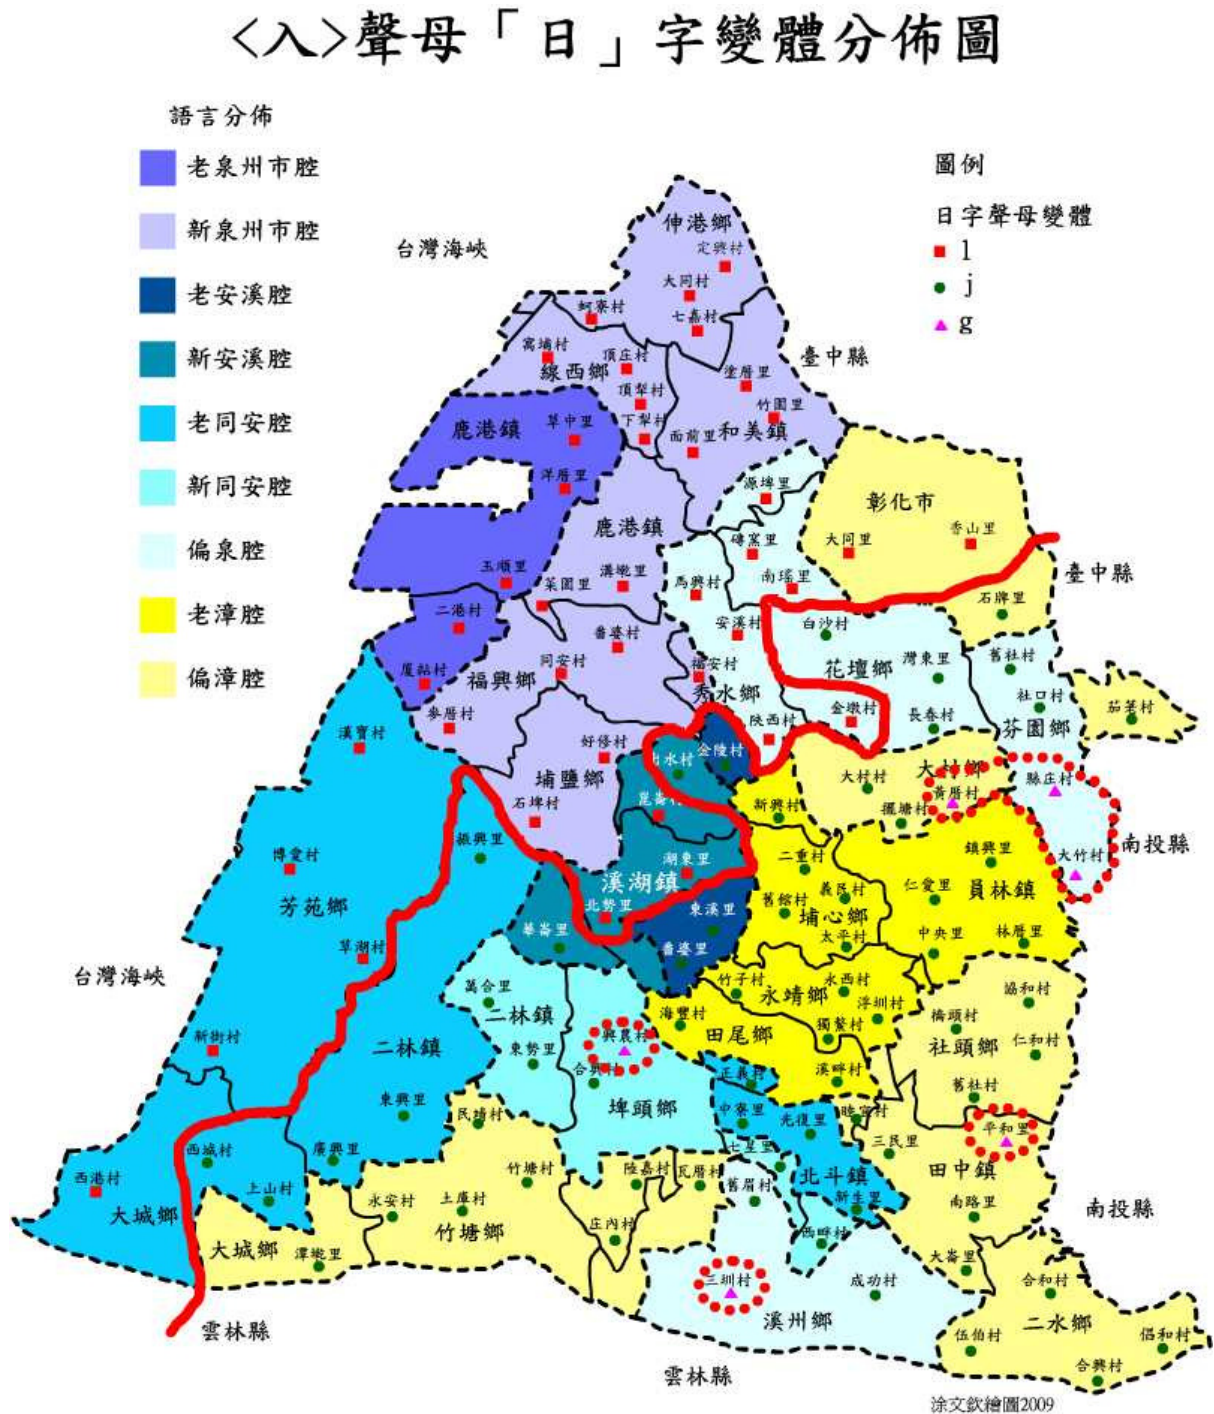 <入>聲母「日」字變體分佈圖
語言分佈
老泉州市腔
新泉州市腔
老安溪腔
新安溪腔
老同安腔
新同安腔
偏泉腔
老漳腔
偏漳腔
圖例
日字聲母變體
l
j
g
台灣海峽
伸港鄉
定興村
大同村
七嘉村
蚵寮村
寓埔村
線西鄉
頂庄村
頂犁村
下犁村
塗厝里
竹園里
和美鎮
面前里
臺中縣
鹿港鎮
草中里
洋厝里
鹿港鎮
源埤里
彰化市
磚窯里
大同里
香山里
臺中縣
玉順里
菜園里
溝墘里
馬興村
南瑤里
石牌里
二港村
番婆村
安溪村
白沙村
花壇鄉
灣東里
舊社村
廈粘村
福興鄉
同安村
福安村
秀水鄉
社口村
芬園鄉
茄荖村
漢寶村
麥厝村
好修村
陝西村
金墩村
長春村
埔鹽鄉
出水村
金陵村
大村村
大村鄉
黃厝村
縣庄村
石埤村
崑崙村
新興村
擺塘村
南投縣
振興里
湖東里
溪湖鎮
二重村
鎮興里
大竹村
博愛村
芳苑鄉
北勢里
東溪里
舊館村
義民村
埔心鄉
仁愛里
員林鎮
草湖村
華崙里
番婆里
太平村
中央里
林厝里
台灣海峽
萬合里
二林鎮
竹子村
永靖鄉
永西村
浮圳村
協和村
新街村
二林鎮
東勢里
興農村
海豐村
田尾鄉
獨鰲村
橋頭村
社頭鄉
仁和村
合興村
正義村
溪畔村
舊社村
東興里
民靖村
埤頭鄉
中寮里
光復里
睦宜村
三民里
平和里
西城村
廣興里
七星里
田中鎮
西港村
上山村
竹塘村
陸嘉村
瓦厝村
舊眉村
北斗鎮
新生里
大城鄉
永安村
土庫村
竹塘鄉
庄內村
西畔村
南路里
南投縣
大城鄉
潭墘里
三圳村
成功村
大崙里
合和村
雲林縣
溪州鄉
伍伯村
二水鄉
倡和村
雲林縣
合興村
涂文欽繪圖2009